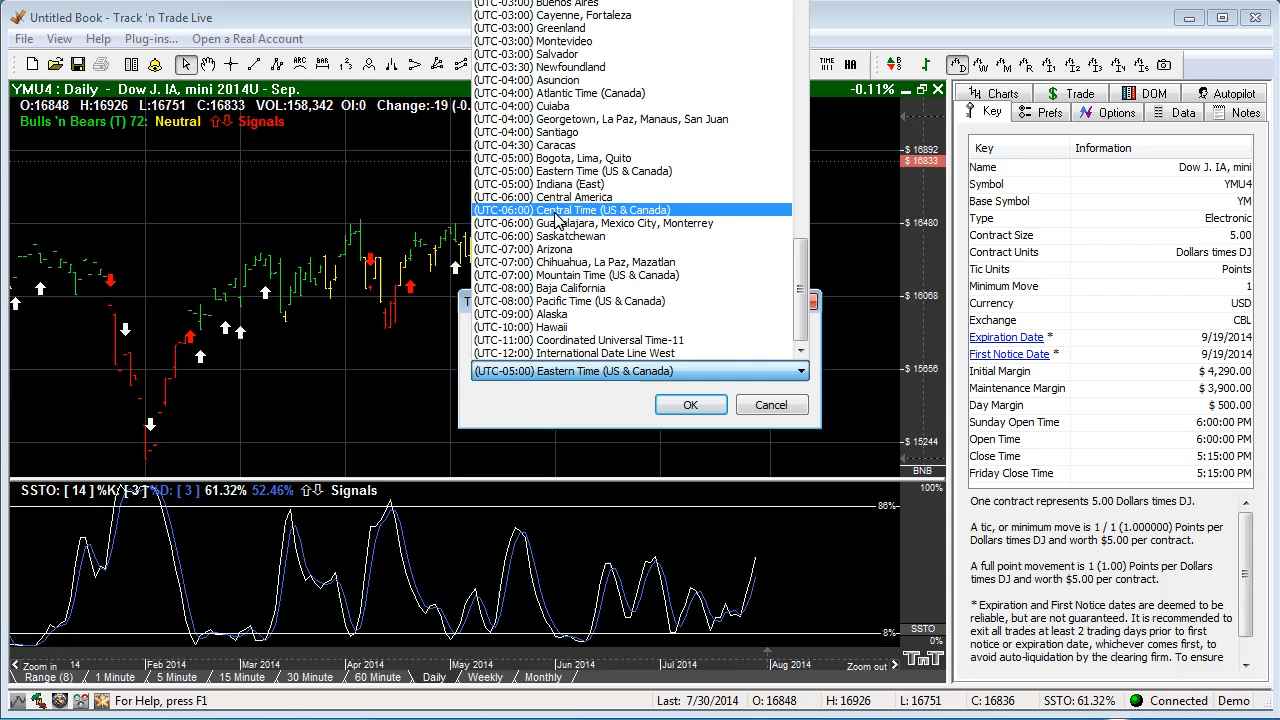 Untitled Book - Track 'n Trade Live
File View Help Plug-ins... Open a Real Account
(UTC-03:00) Buenos Aires
(UTC-03:00) Cayenne, Fortaleza
(UTC-03:00) Greenland
(UTC-03:00) Montevideo
(UTC-03:00) Salvador
(UTC-03:30) Newfoundland
(UTC-04:00) Asuncion
(UTC-04:00) Atlantic Time (Canada)
(UTC-04:00) Cuiaba
(UTC-04:00) Georgetown, La Paz, Manaus, San Juan
(UTC-04:00) Santiago
(UTC-04:30) Caracas
(UTC-05:00) Bogota, Lima, Quito
(UTC-05:00) Eastern Time (US & Canada)
(UTC-05:00) Indiana (East)
(UTC-06:00) Central America
(UTC-06:00) Central Time (US & Canada)
(UTC-06:00) Guadalajara, Mexico City, Monterrey
(UTC-06:00) Saskatchewan
(UTC-07:00) Arizona
(UTC-07:00) Chihuahua, La Paz, Mazatlan
(UTC-07:00) Mountain Time (US & Canada)
(UTC-08:00) Baja California
(UTC-08:00) Pacific Time (US & Canada)
(UTC-09:00) Alaska
(UTC-10:00) Hawaii
(UTC-11:00) Coordinated Universal Time-11
(UTC-12:00) International Date Line West
(UTC-05:00) Eastern Time (US & Canada)
OK Cancel
YMU4: Daily - Dow J. IA, mini 2014U - Sep. -0.11%
O:16848 H:16926 L:16751 C:16833 VOL:158,342 OI:0 Change:-19 (-0.
Bulls 'n Bears (T) 72: Neutral Signals
$ 16892
$ 16833
$ 16480
$ 16068
$ 15656
$ 15244
BNB
SSTO: [ 14 ] %K: [ 3 ] %D: [ 3 ] 61.32% 52.46% Signals
100%
86%
8%
SSTO
0%
Zoom in 14 Feb 2014 Mar 2014 Apr 2014 May 2014 Jun 2014 Jul 2014 Aug 2014 Zoom out
Range (8) 1 Minute 5 Minute 15 Minute 30 Minute 60 Minute Daily Weekly Monthly
Charts Trade DOM Autopilot
Key Prefs Options Data Notes
Key Information
Name Dow J. IA, mini
Symbol YMU4
Base Symbol YM
Type Electronic
Contract Size 5.00
Contract Units Dollars times DJ
Tic Units Points
Minimum Move 1
Currency USD
Exchange CBL
Expiration Date * 9/19/2014
First Notice Date * 9/19/2014
Initial Margin $ 4,290.00
Maintenance Margin $ 3,900.00
Day Margin $ 500.00
Sunday Open Time 6:00:00 PM
Open Time 6:00:00 PM
Close Time 5:15:00 PM
Friday Close Time 5:15:00 PM
One contract represents 5.00 Dollars times DJ.
A tic, or minimum move is 1 / 1 (1.000000) Points per
Dollars times DJ and worth $5.00 per contract.
A full point movement is 1 (1.00) Points per Dollars
times DJ and worth $5.00 per contract.
* Expiration and First Notice dates are deemed to be
reliable, but are not guaranteed. It is recommended to
exit all trades at least 2 trading days prior to first
notice or expiration date, whichever comes first, to
avoid auto-liquidation by the clearing firm. To ensure
For Help, press F1 Last: 7/30/2014 O: 16848 H: 16926 L: 16751 C: 16836 SSTO: 61.32% Connected Demo